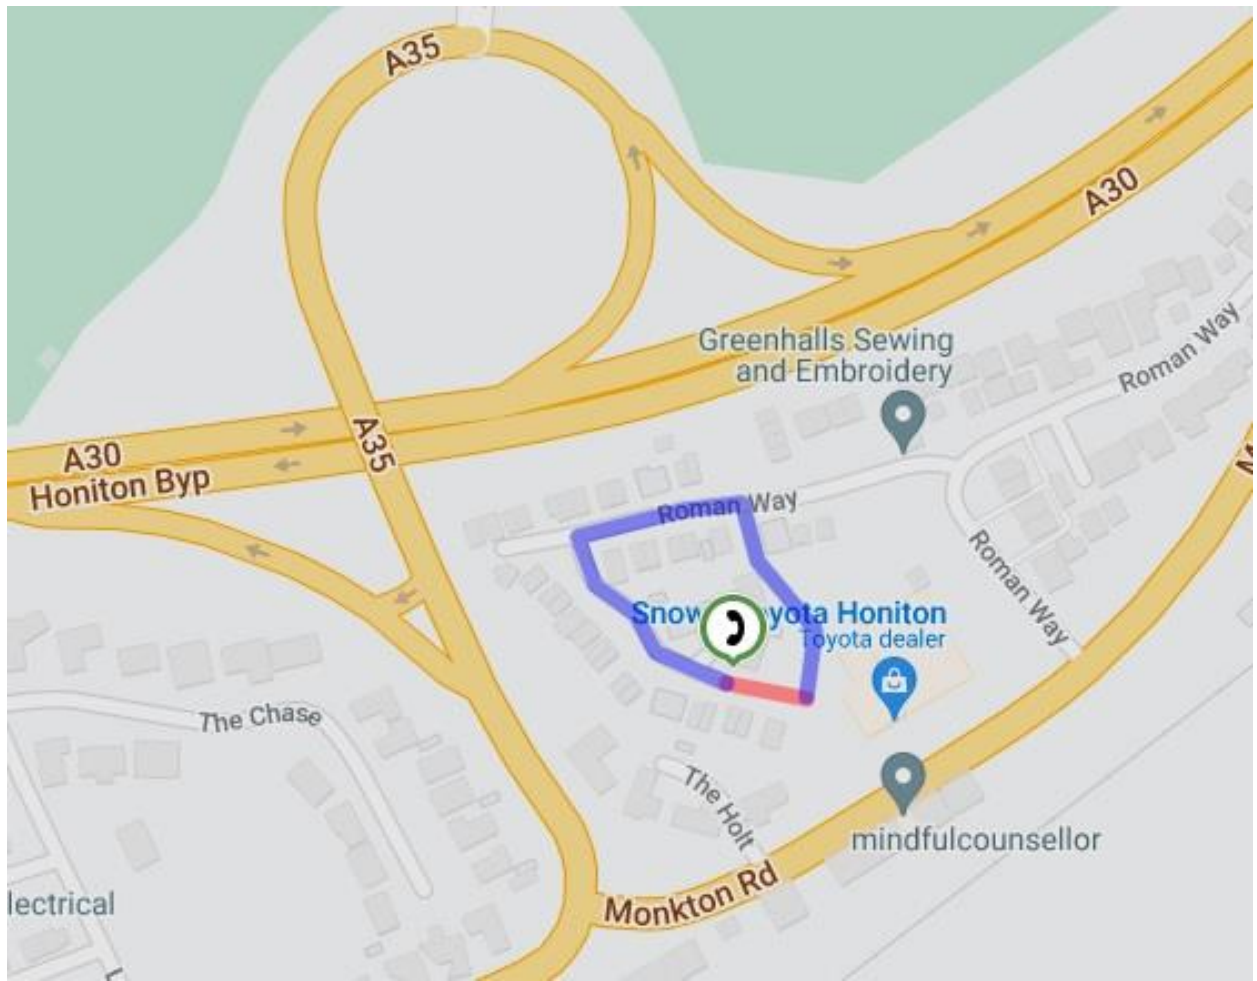 A35
A30
Greenhalls Sewing
and Embroidery
Roman Way
A35
A30
Honiton Byp
Roman Way
Roman Way
Toyota Honiton
Toyota dealer
The Chase
The Holt
mindfulcounsellor
lectrical
Monkton Rd